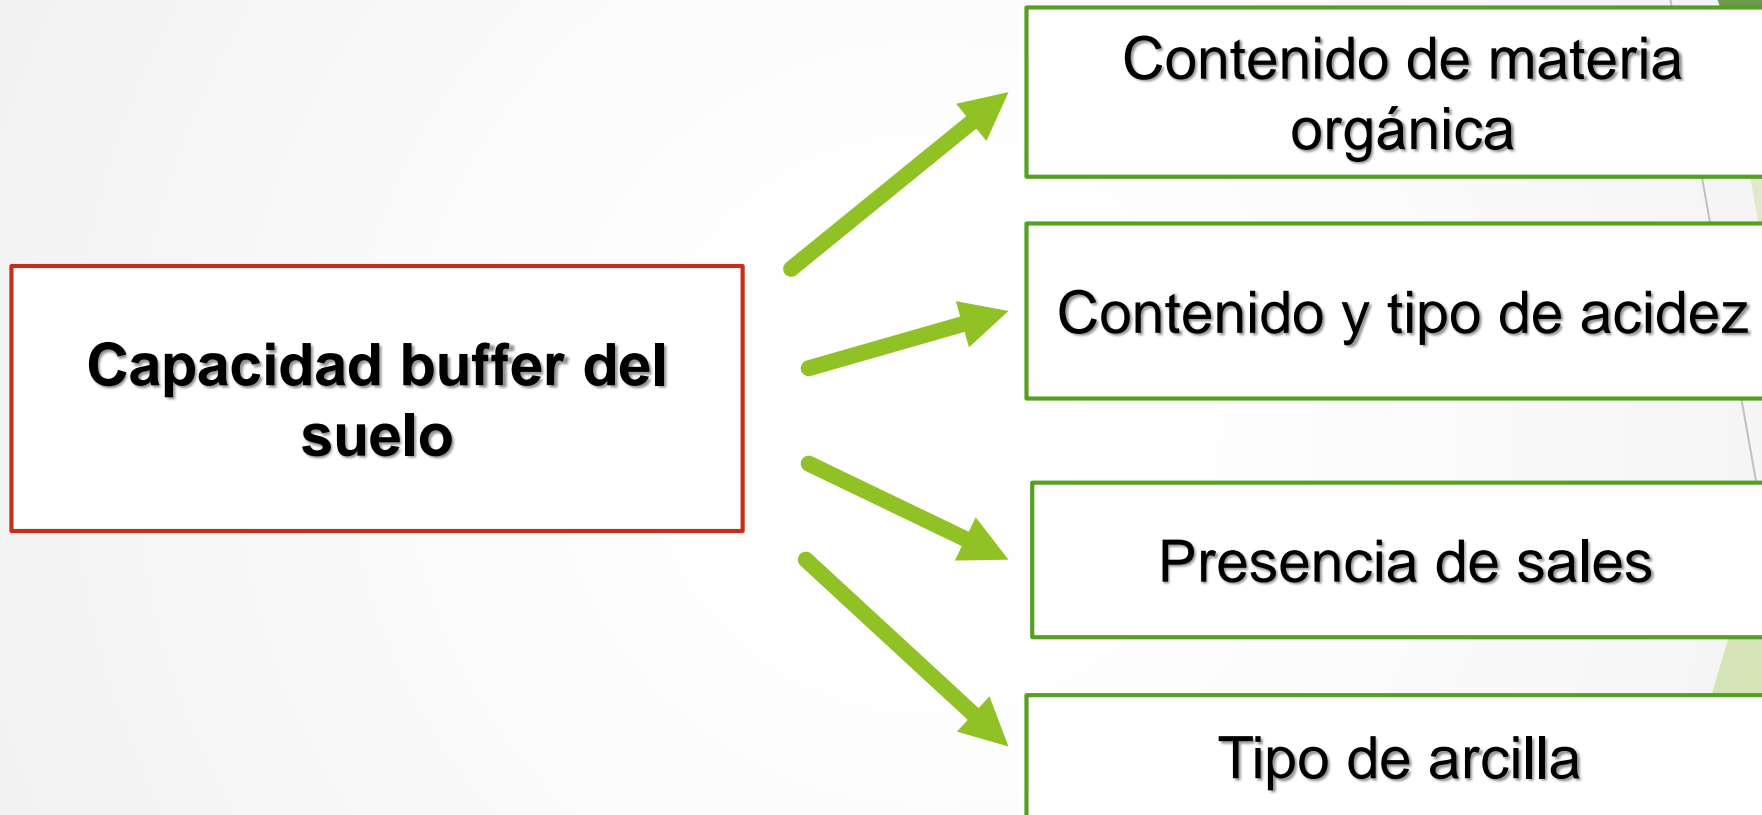 Contenido de materia
orgánica
Contenido y tipo de acidez
Capacidad buffer del
suelo
Presencia de sales
Tipo de arcilla